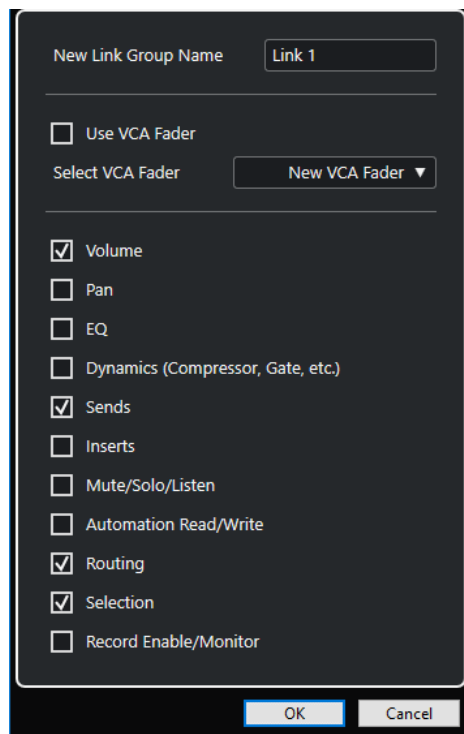 New Link Group Name Link 1
Use VCA Fader
Select VCA Fader New VCA Fader
Volume
Pan
EQ
Dynamics (Compressor, Gate, etc.)
Sends
Inserts
Mute/Solo/Listen
Automation Read/Write
Routing
Selection
Record Enable/Monitor
OK Cancel